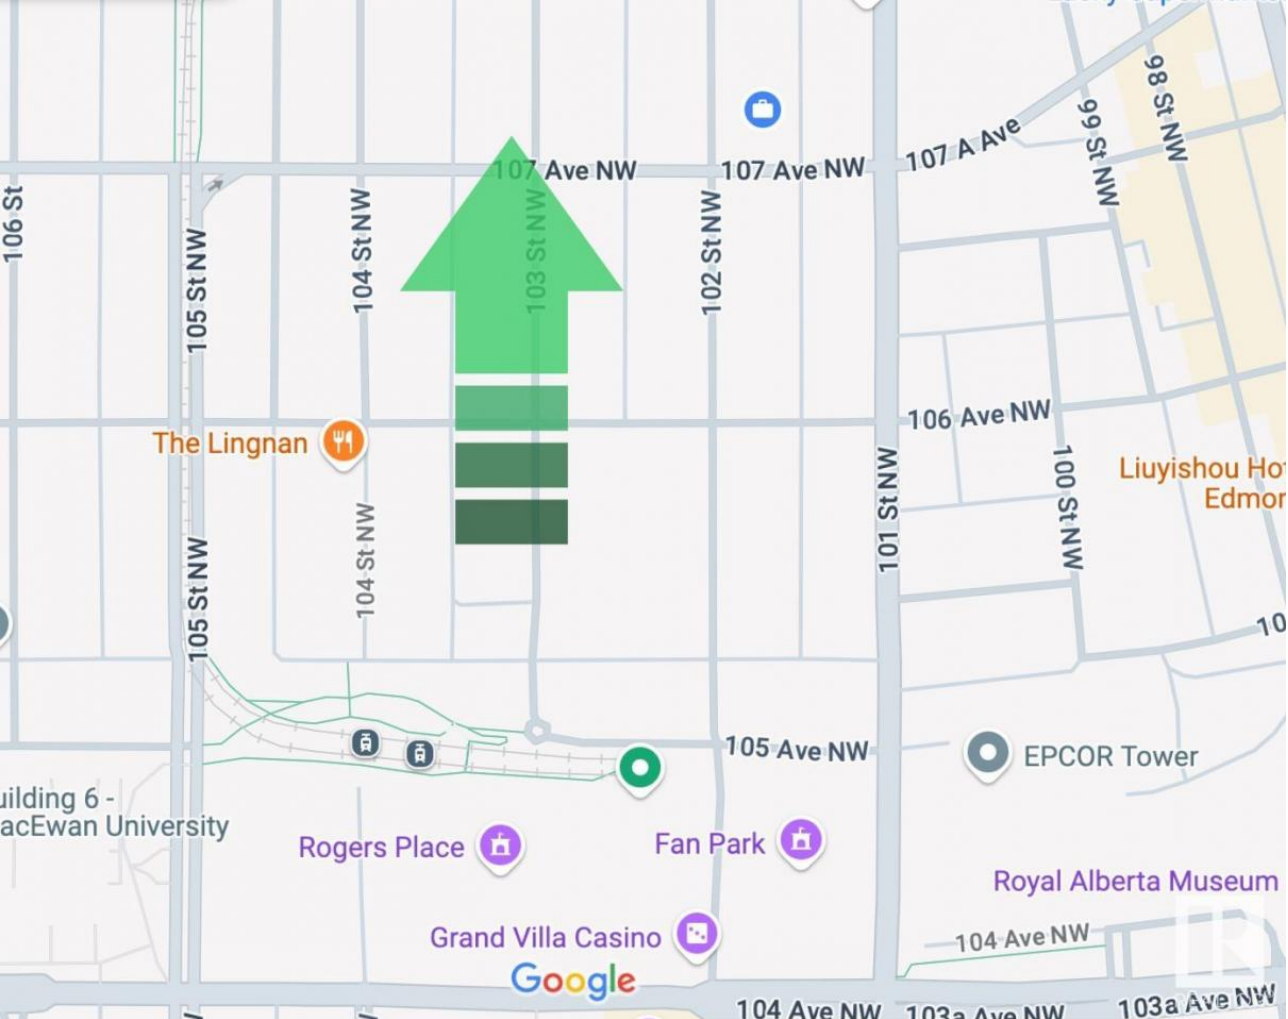 107 Ave NW
107 Ave NW
107 A Ave
98 St NW
99 St NW
106 St
105 St NW
104 St NW
103 St NW
102 St NW
The Lingnan
106 Ave NW
101 St NW
100 St NW
Liuyishou
Edmon
104 St NW
105 St NW
10
105 Ave NW
EPCOR Tower
uilding 6 -
acEwan University
Rogers Place
Fan Park
Royal Alberta Museum
Grand Villa Casino
104 Ave NW
Google
104 Ave NW
103a Ave NW
103a Ave NW
R